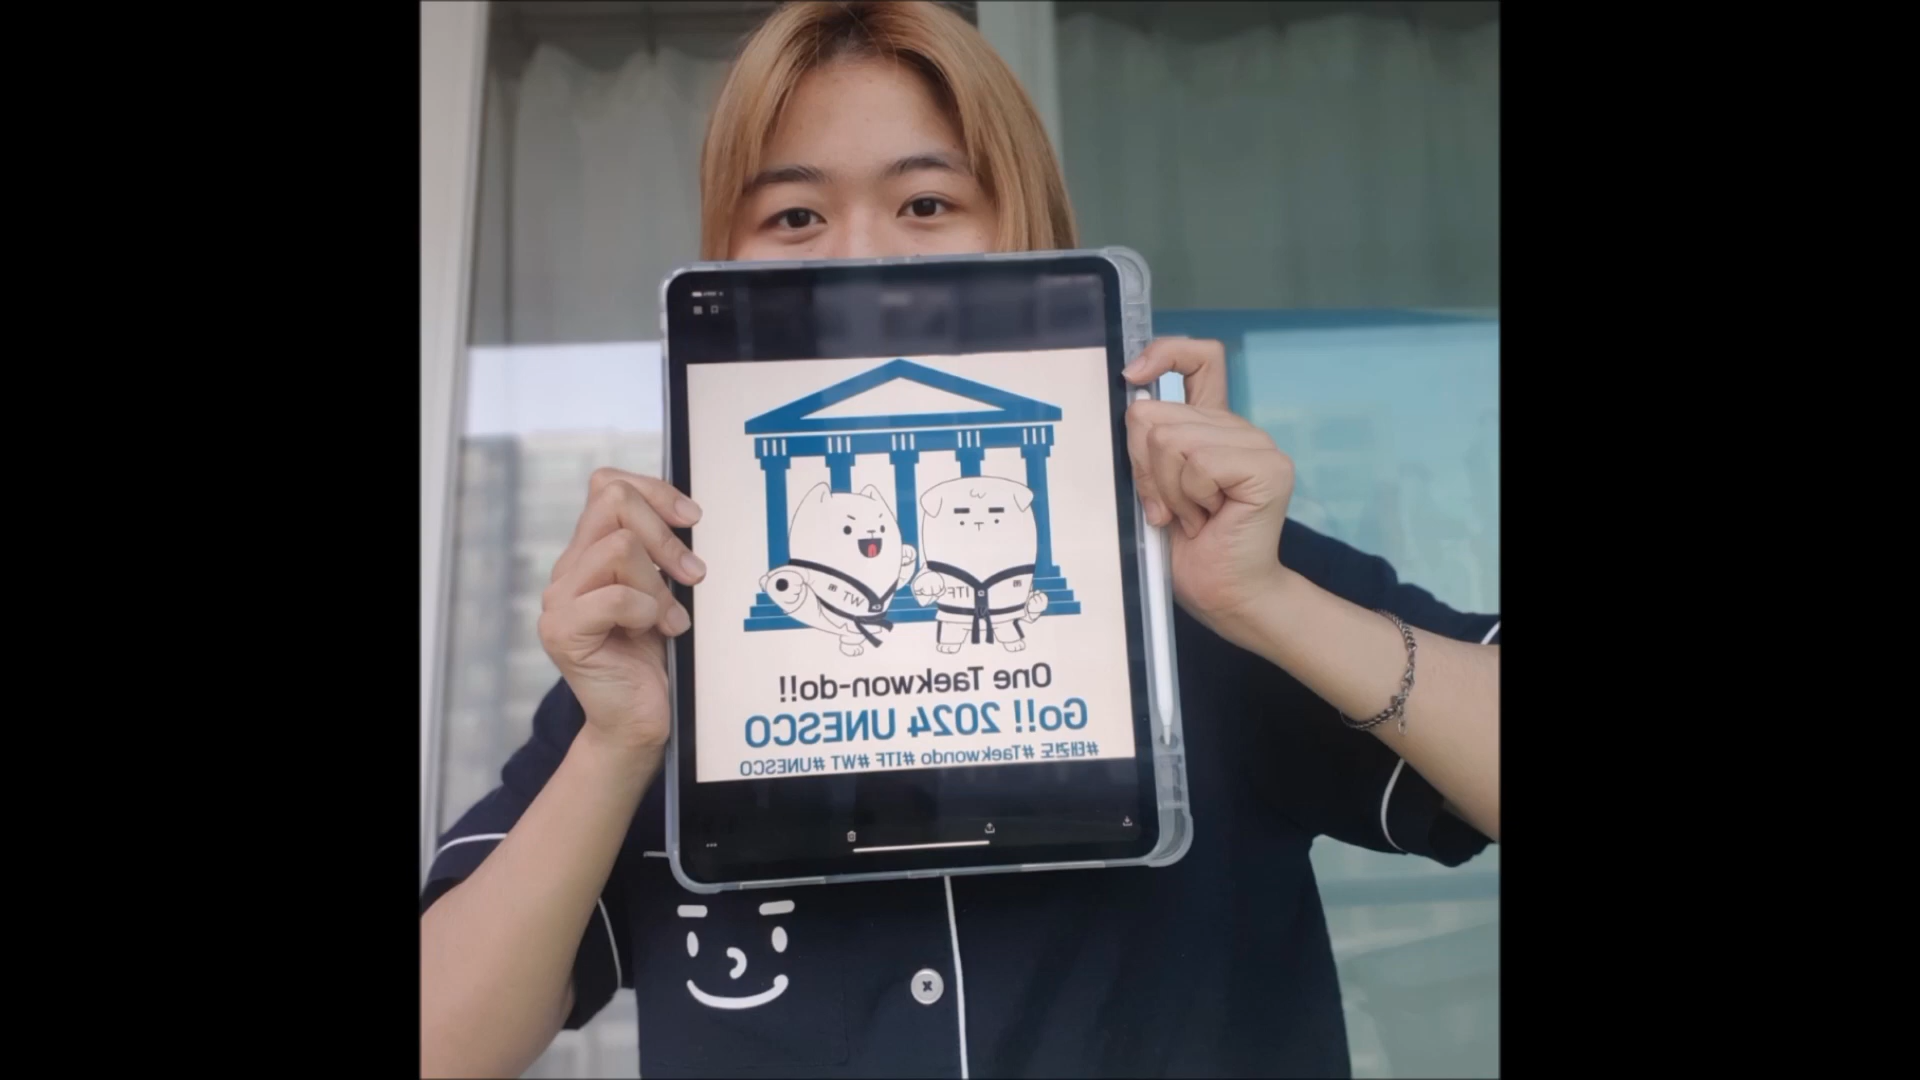 WT
ITF
One Taekwon-do!!
Go!! 2024 UNESCO
#태권도 #Taekwondo #ITF #WT #UNESCO